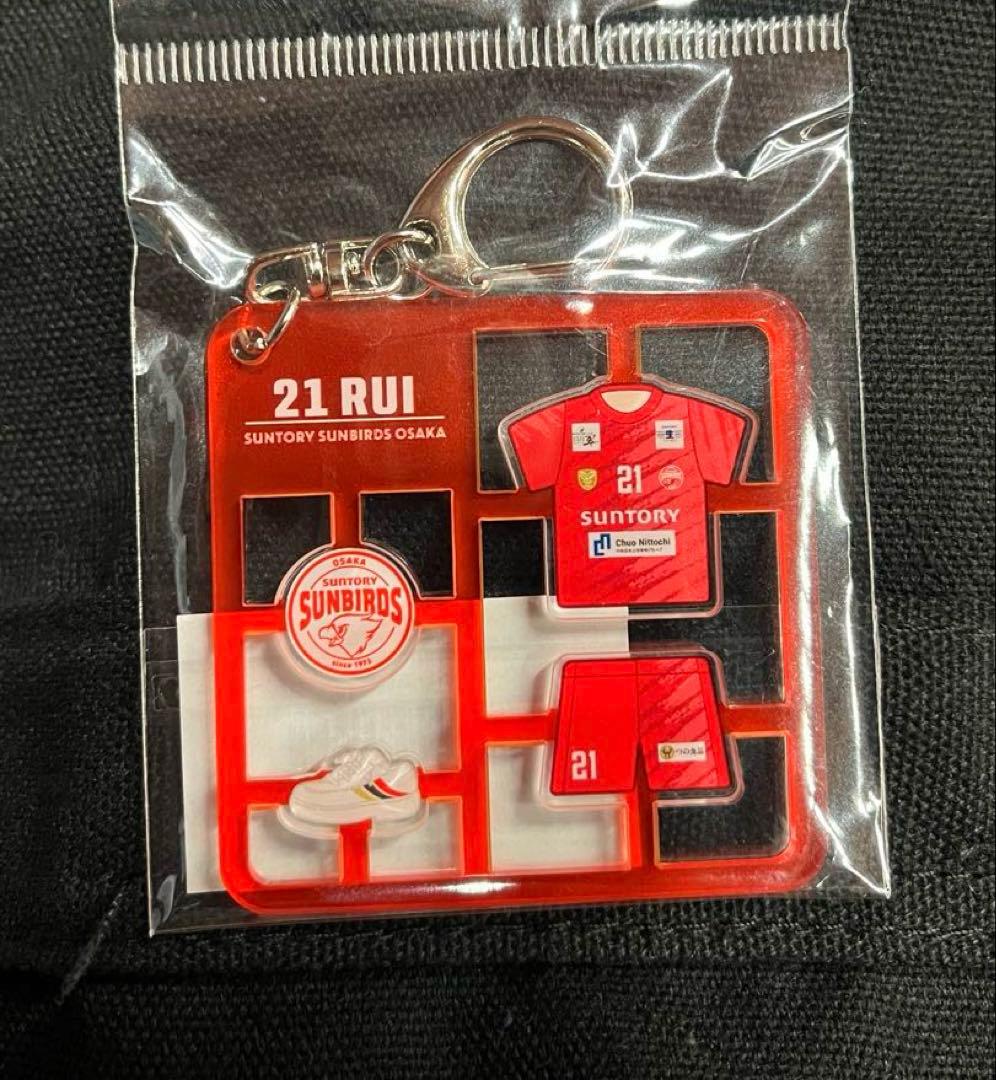 21 RUI
SUNTORY SUNBIRDS OSAKA
21
SUNTORY
Chuo Nittochi
OSAKA
SUNTORY
SUNBIRDS
since 1973
21